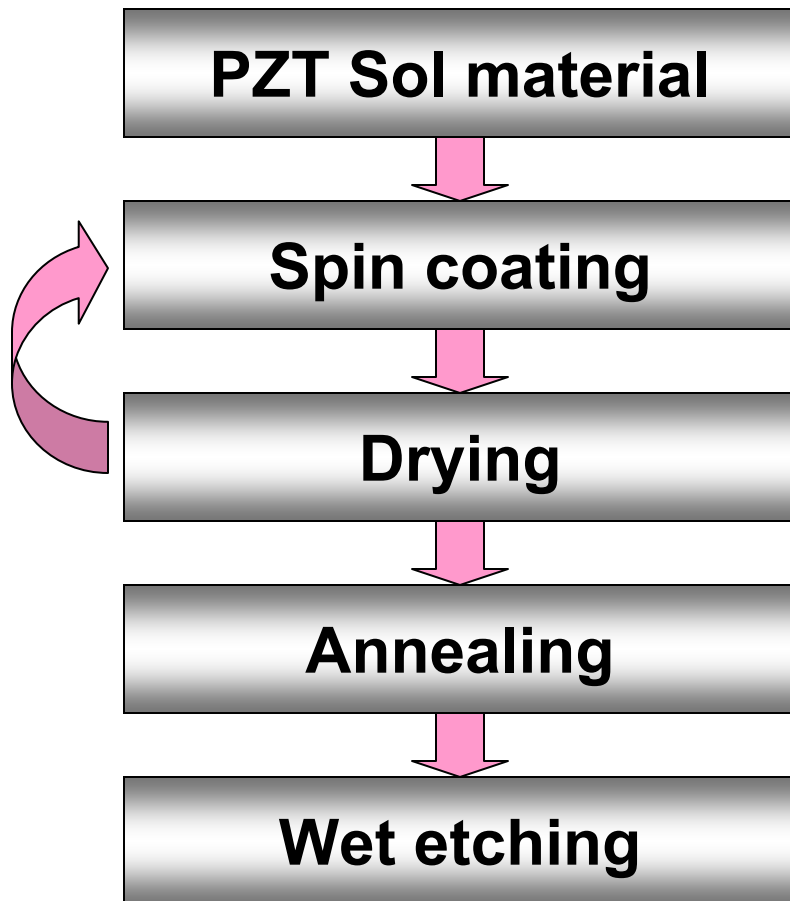 PZT Sol material
Spin coating
Drying
Annealing
Wet etching